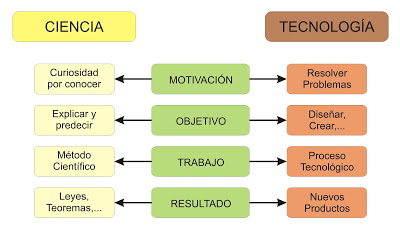 CIENCIA
TECNOLOGÍA
Curiosidad
por conocer
MOTIVACIÓN
Resolver
Problemas
Explicar y
predecir
OBJETIVO
Diseñar,
Crear,...
Método
Científico
TRABAJO
Proceso
Tecnológico
Leyes,
Teoremas,...
RESULTADO
Nuevos
Productos